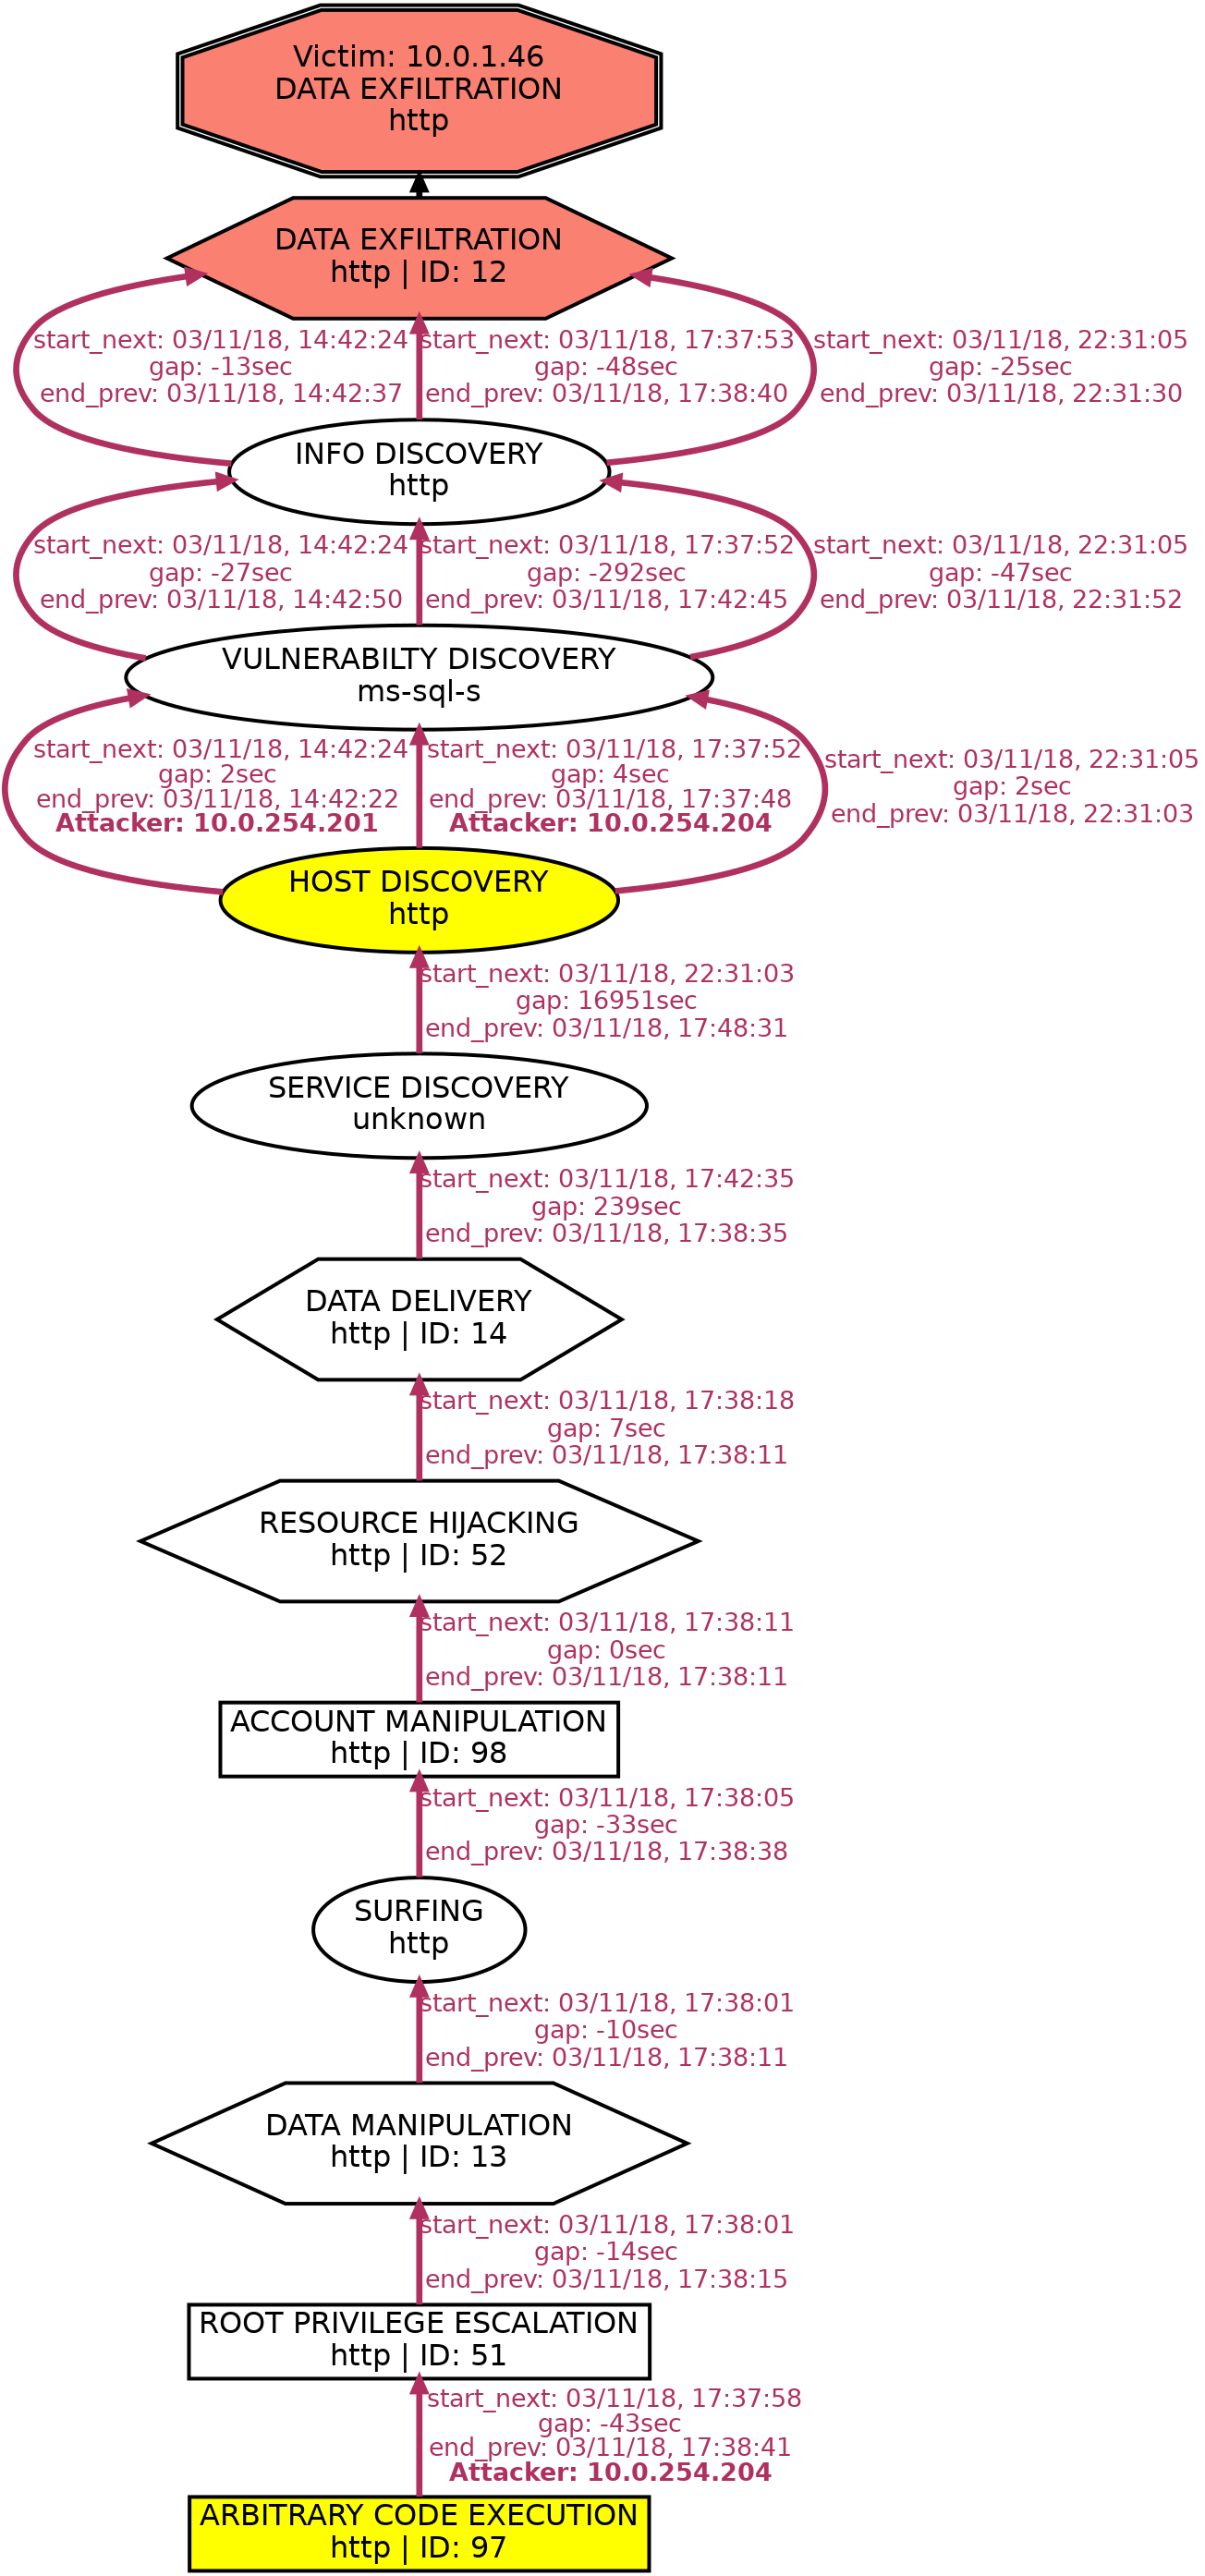 Victim: 10.0.1.46
DATA EXFILTRATION
http
DATA EXFILTRATION
http | ID: 12
start_next: 03/11/18, 14:42:24
gap: -13sec
end_prev: 03/11/18, 14:42:37
start_next: 03/11/18, 17:37:53
gap: -48sec
end_prev: 03/11/18, 17:38:40
start_next: 03/11/18, 22:31:05
gap: -25sec
end_prev: 03/11/18, 22:31:30
INFO DISCOVERY
http
start_next: 03/11/18, 14:42:24
gap: -27sec
end_prev: 03/11/18, 14:42:50
start_next: 03/11/18, 17:37:52
gap: -292sec
end_prev: 03/11/18, 17:42:45
start_next: 03/11/18, 22:31:05
gap: -47sec
end_prev: 03/11/18, 22:31:52
VULNERABILTY DISCOVERY
ms-sql-s
start_next: 03/11/18, 14:42:24
gap: 2sec
end_prev: 03/11/18, 14:42:22
Attacker: 10.0.254.201
start_next: 03/11/18, 17:37:52
gap: 4sec
end_prev: 03/11/18, 17:37:48
Attacker: 10.0.254.204
start_next: 03/11/18, 22:31:05
gap: 2sec
end_prev: 03/11/18, 22:31:03
HOST DISCOVERY
http
start_next: 03/11/18, 22:31:03
gap: 16951sec
end_prev: 03/11/18, 17:48:31
SERVICE DISCOVERY
unknown
start_next: 03/11/18, 17:42:35
gap: 239sec
end_prev: 03/11/18, 17:38:35
DATA DELIVERY
http | ID: 14
start_next: 03/11/18, 17:38:18
gap: 7sec
end_prev: 03/11/18, 17:38:11
RESOURCE HIJACKING
http | ID: 52
start_next: 03/11/18, 17:38:11
gap: 0sec
end_prev: 03/11/18, 17:38:11
ACCOUNT MANIPULATION
http | ID: 98
start_next: 03/11/18, 17:38:05
gap: -33sec
end_prev: 03/11/18, 17:38:38
SURFING
http
start_next: 03/11/18, 17:38:01
gap: -10sec
end_prev: 03/11/18, 17:38:11
DATA MANIPULATION
http | ID: 13
start_next: 03/11/18, 17:38:01
gap: -14sec
end_prev: 03/11/18, 17:38:15
ROOT PRIVILEGE ESCALATION
http | ID: 51
start_next: 03/11/18, 17:37:58
gap: -43sec
end_prev: 03/11/18, 17:38:41
Attacker: 10.0.254.204
ARBITRARY CODE EXECUTION
http | ID: 97